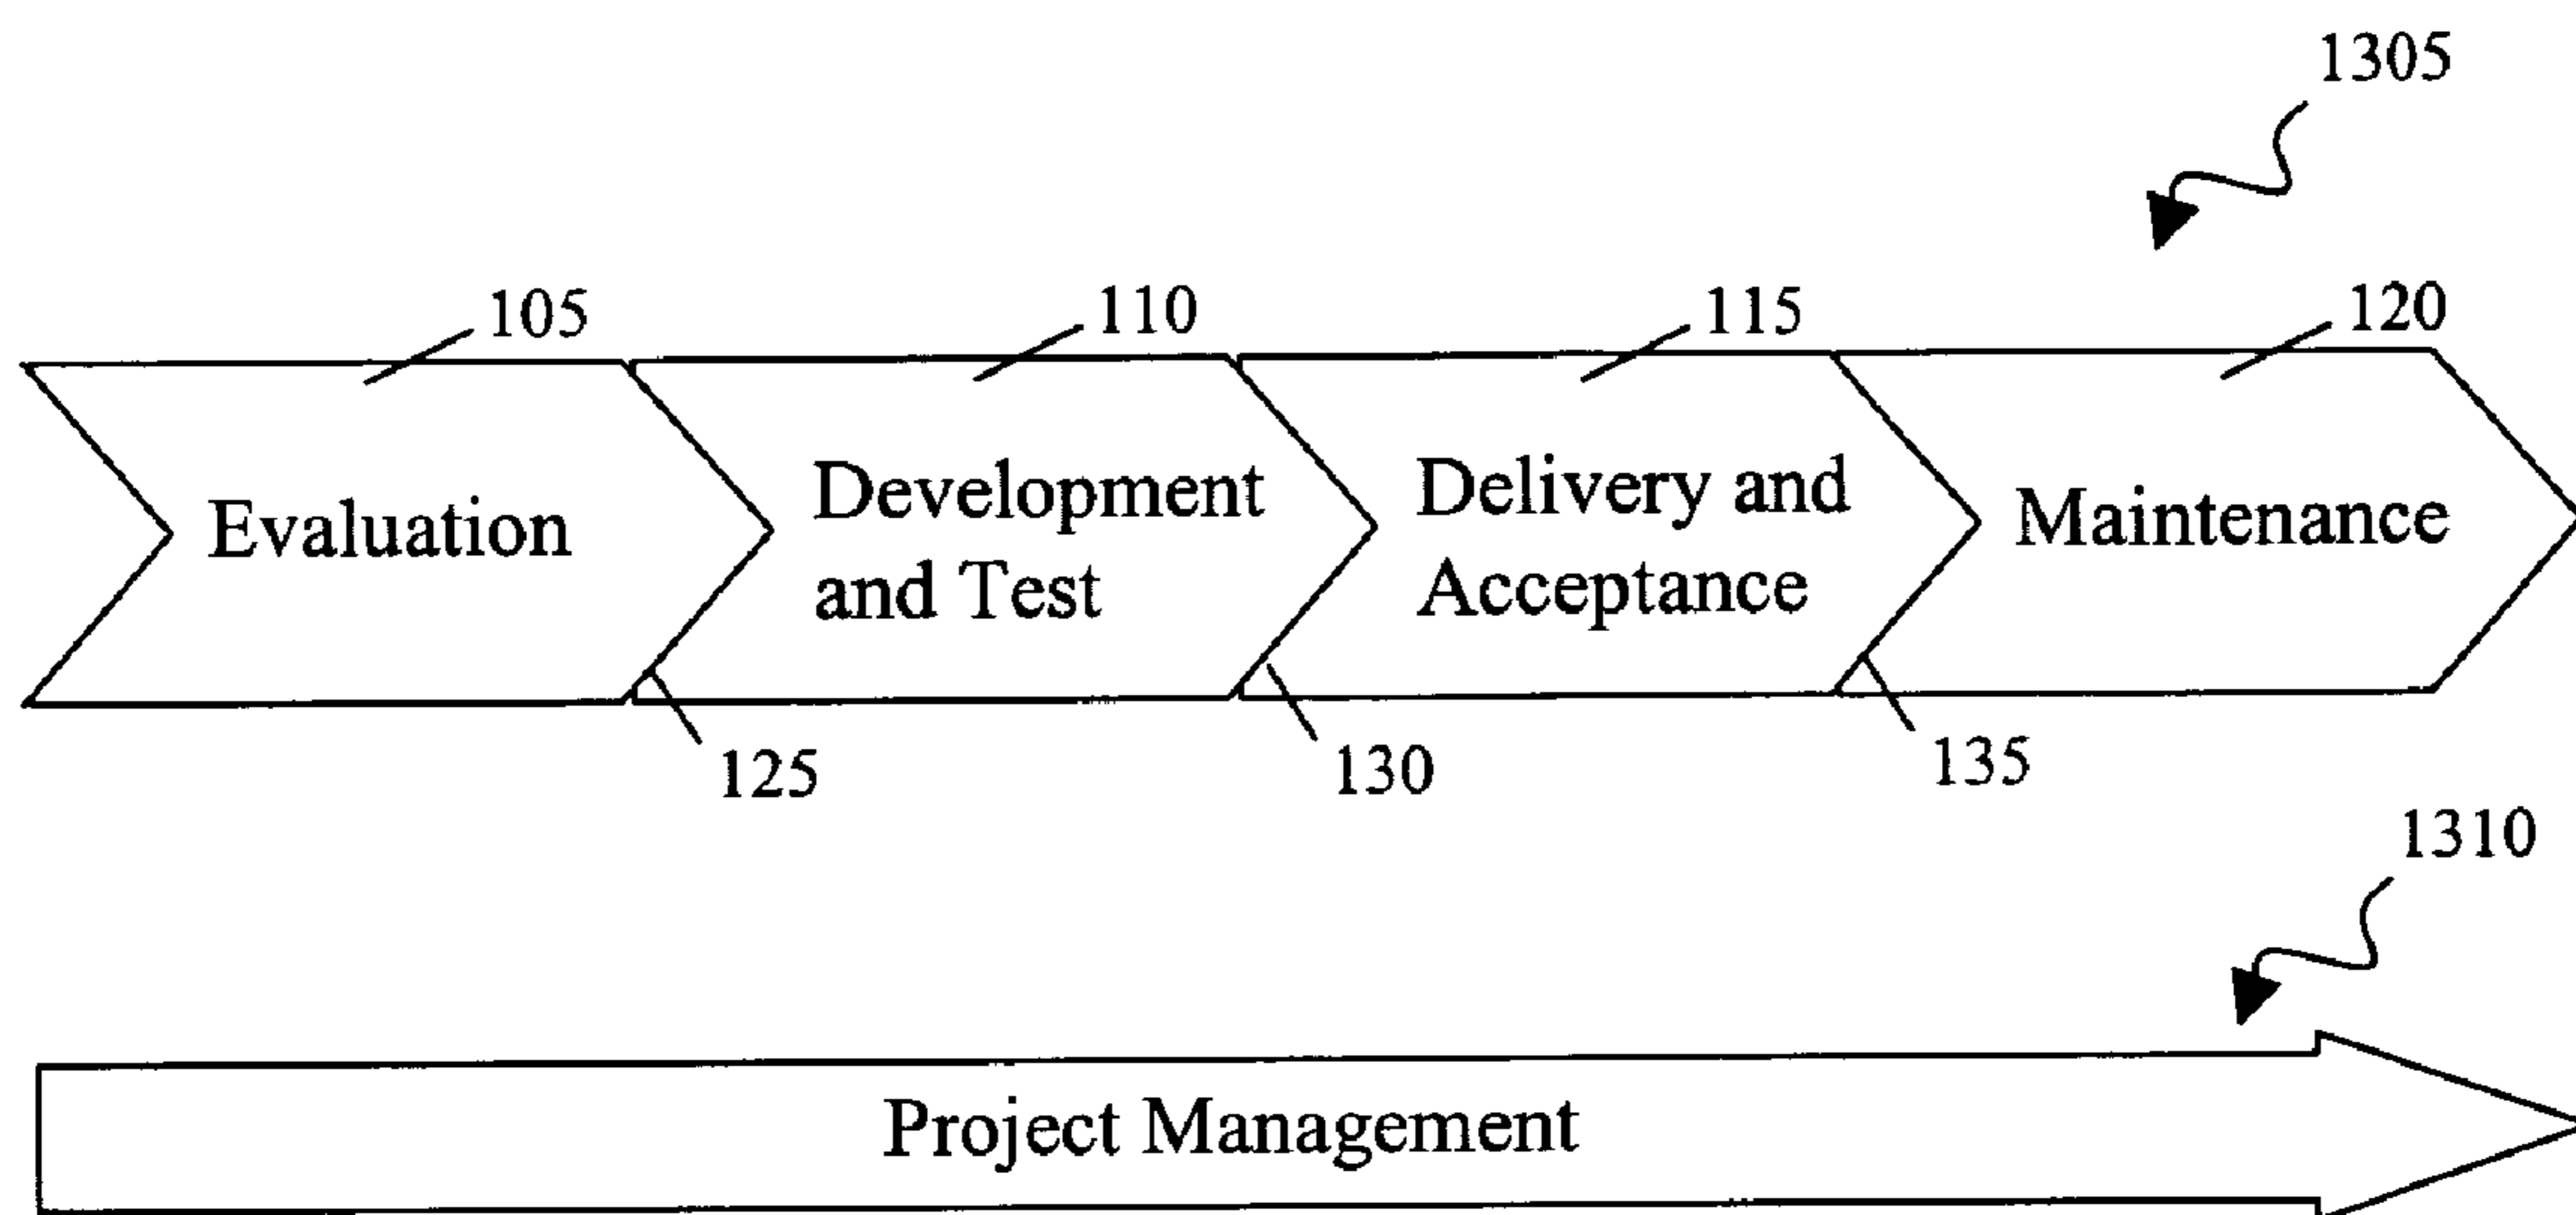 1305
105
110
115
120
Evaluation
Development
and Test
Delivery and
Acceptance
Maintenance
125
130
135
1310
Project Management